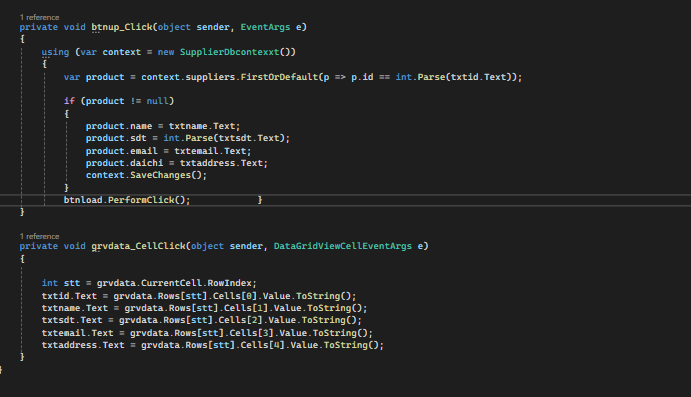 1 reference
private void btnup_Click(object sender, EventArgs e)
{
using (var context = new SupplierDbcontexxt())
{
var product = context.suppliers.FirstOrDefault(p => p.id == int.Parse(txtid.Text));
if (product != null)
{
product.name = txtname.Text;
product.sdt = int.Parse(txtsdt.Text);
product.email = txtemail.Text;
product.daichi = txtaddress.Text;
context.SaveChanges();
}
btnload.PerformClick(); }
}
1 reference
private void grvdata_CellClick(object sender, DataGridViewCellEventArgs e)
{
int stt = grvdata.CurrentCell.RowIndex;
txtid.Text = grvdata.Rows[stt].Cells[0].Value.ToString();
txtname.Text = grvdata.Rows[stt].Cells[1].Value.ToString();
txtsdt.Text = grvdata.Rows[stt].Cells[2].Value.ToString();
txtemail.Text = grvdata.Rows[stt].Cells[3].Value.ToString();
txtaddress.Text = grvdata.Rows[stt].Cells[4].Value.ToString();
}
}